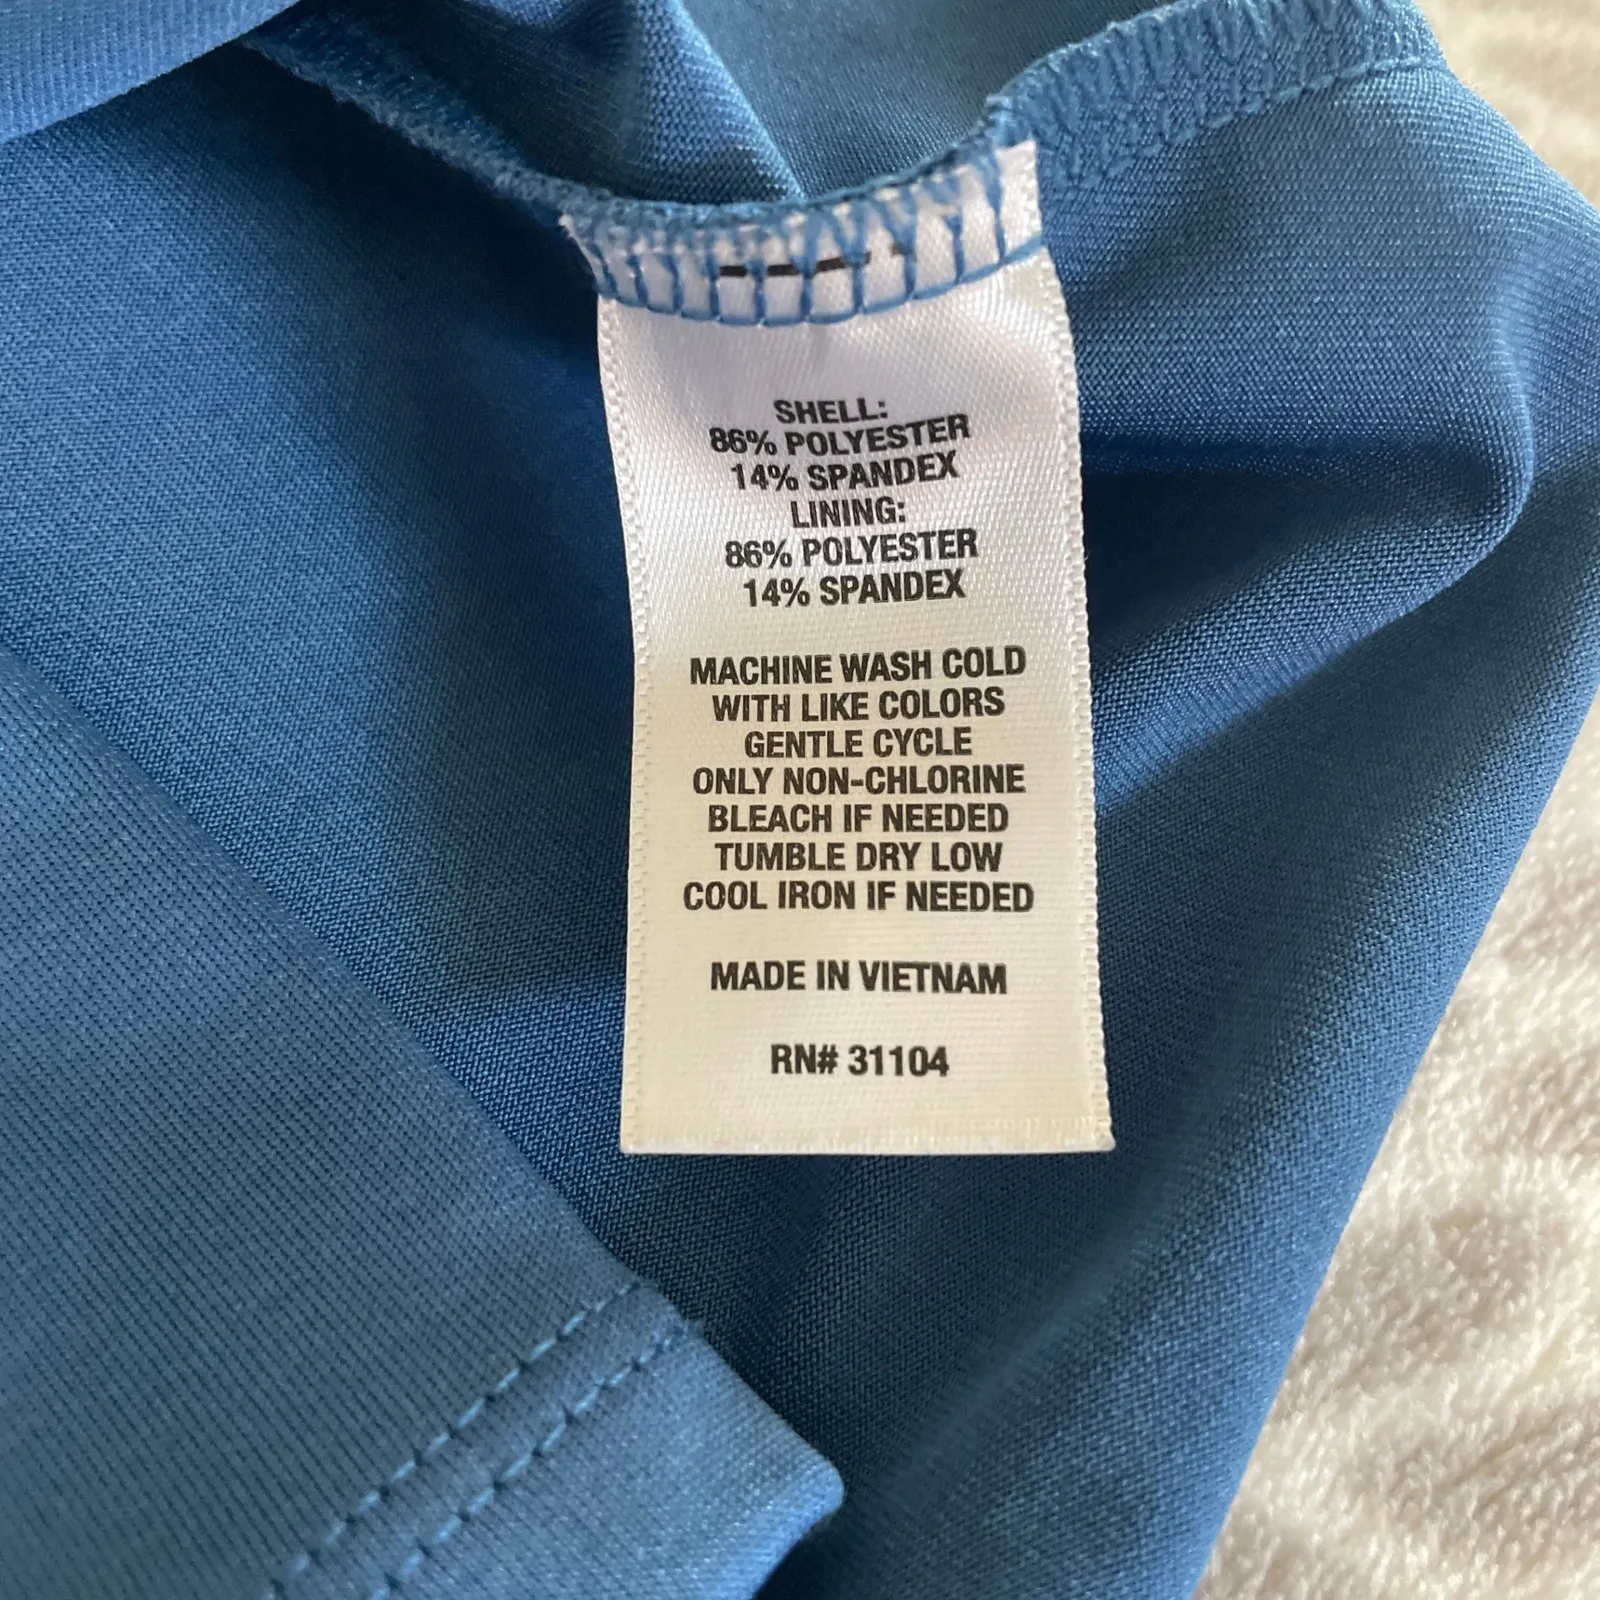 SHELL:
86% POLYESTER
14% SPANDEX
LINING:
86% POLYESTER
14% SPANDEX
MACHINE WASH COLD
WITH LIKE COLORS
GENTLE CYCLE
ONLY NON-CHLORINE
BLEACH IF NEEDED
TUMBLE DRY LOW
COOL IRON IF NEEDED
MADE IN VIETNAM
RN# 31104